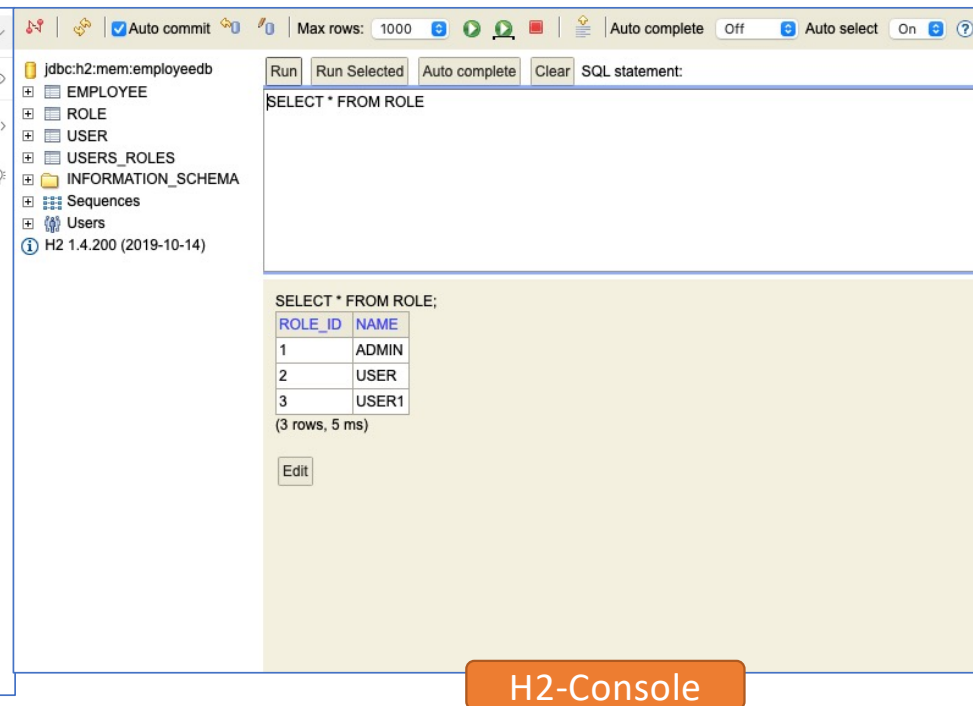 Auto commit Max rows: 1000 Auto complete Off Auto select On ?
jdbc:h2:mem:employeedb
EMPLOYEE
ROLE
USER
USERS_ROLES
INFORMATION_SCHEMA
Sequences
Users
H2 1.4.200 (2019-10-14)
Run Run Selected Auto complete Clear SQL statement:
SELECT * FROM ROLE
SELECT * FROM ROLE;
ROLE_ID NAME
1 ADMIN
2 USER
3 USER1
(3 rows, 5 ms)
Edit
H2-Console